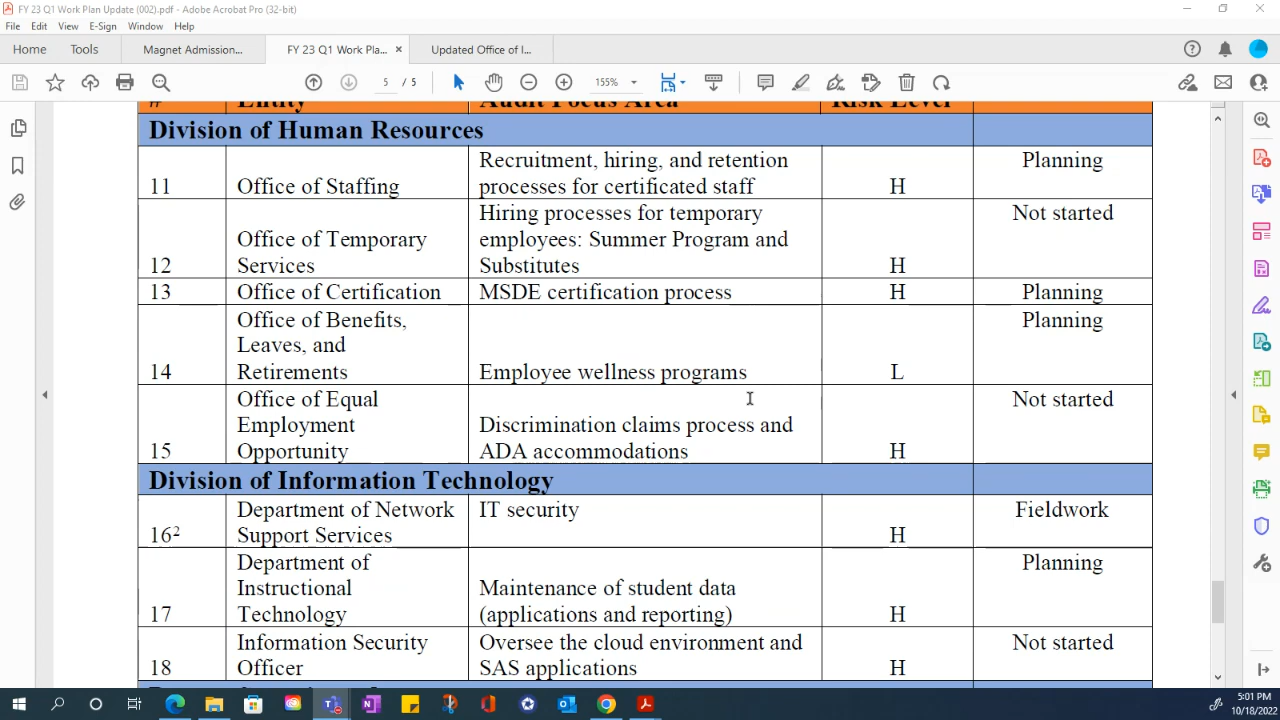 FY 23 Q1 Work Plan Update (002).pdf - Adobe Acrobat Pro (32-bit)
File Edit View E-Sign Window Help
Home Tools Magnet Admission... FY 23 Q1 Work Plan... × Updated Office of I...
5 / 5 155%
# Entity Audit Focus Area Risk Level
Division of Human Resources
Recruitment, hiring, and retention Planning
11 Office of Staffing processes for certificated staff H
Hiring processes for temporary Not started
Office of Temporary employees: Summer Program and
12 Services Substitutes H
13 Office of Certification MSDE certification process H Planning
Office of Benefits, Planning
Leaves, and
14 Retirements Employee wellness programs L
Office of Equal Not started
Employment Discrimination claims process and
15 Opportunity ADA accommodations H
Division of Information Technology
Department of Network IT security Fieldwork
16² Support Services H
Department of Planning
Instructional Maintenance of student data
17 Technology (applications and reporting) H
Information Security Oversee the cloud environment and Not started
18 Officer SAS applications H
5:01 PM
10/18/2022